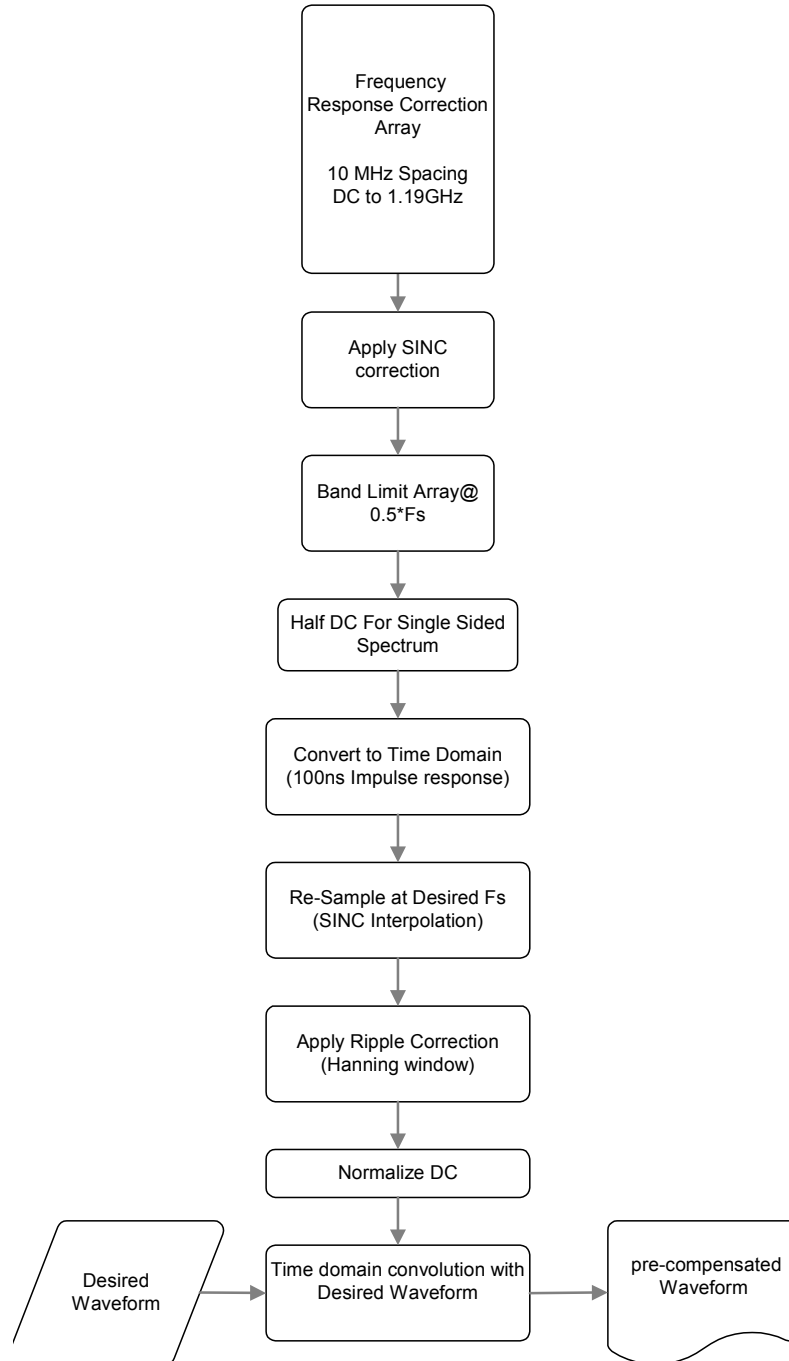 Frequency
Response Correction
Array
10 MHz Spacing
DC to 1.19GHz
Apply SINC
correction
Band Limit Array@
0.5*Fs
Half DC For Single Sided
Spectrum
Convert to Time Domain
(100ns Impulse response)
Re-Sample at Desired Fs
(SINC Interpolation)
Apply Ripple Correction
(Hanning window)
Normalize DC
Desired
Waveform
Time domain convolution with
Desired Waveform
pre-compensated
Waveform